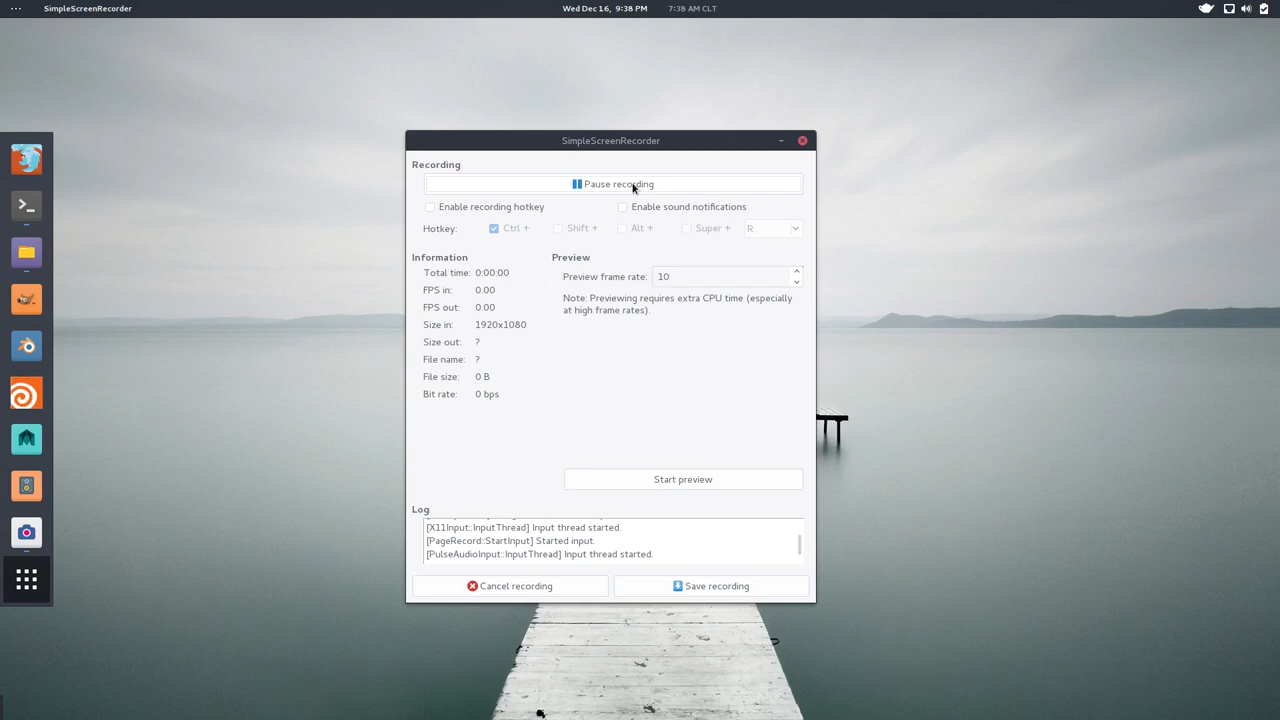 SimpleScreenRecorder
Wed Dec 16, 9:38 PM
7:38 AM CLT
SimpleScreenRecorder
Recording
Pause recording
Enable recording hotkey
Enable sound notifications
Hotkey: Ctrl + Shift + Alt + Super + R
Information
Total time: 0:00:00
FPS in: 0.00
FPS out: 0.00
Size in: 1920x1080
Size out: ?
File name: ?
File size: 0 B
Bit rate: 0 bps
Preview
Preview frame rate: 10
Note: Previewing requires extra CPU time (especially
at high frame rates).
Start preview
Log
[X11Input::InputThread] Input thread started.
[PageRecord::StartInput] Started input.
[PulseAudioInput::InputThread] Input thread started.
Cancel recording
Save recording